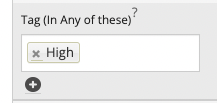 Tag (In Any of these)?
× High